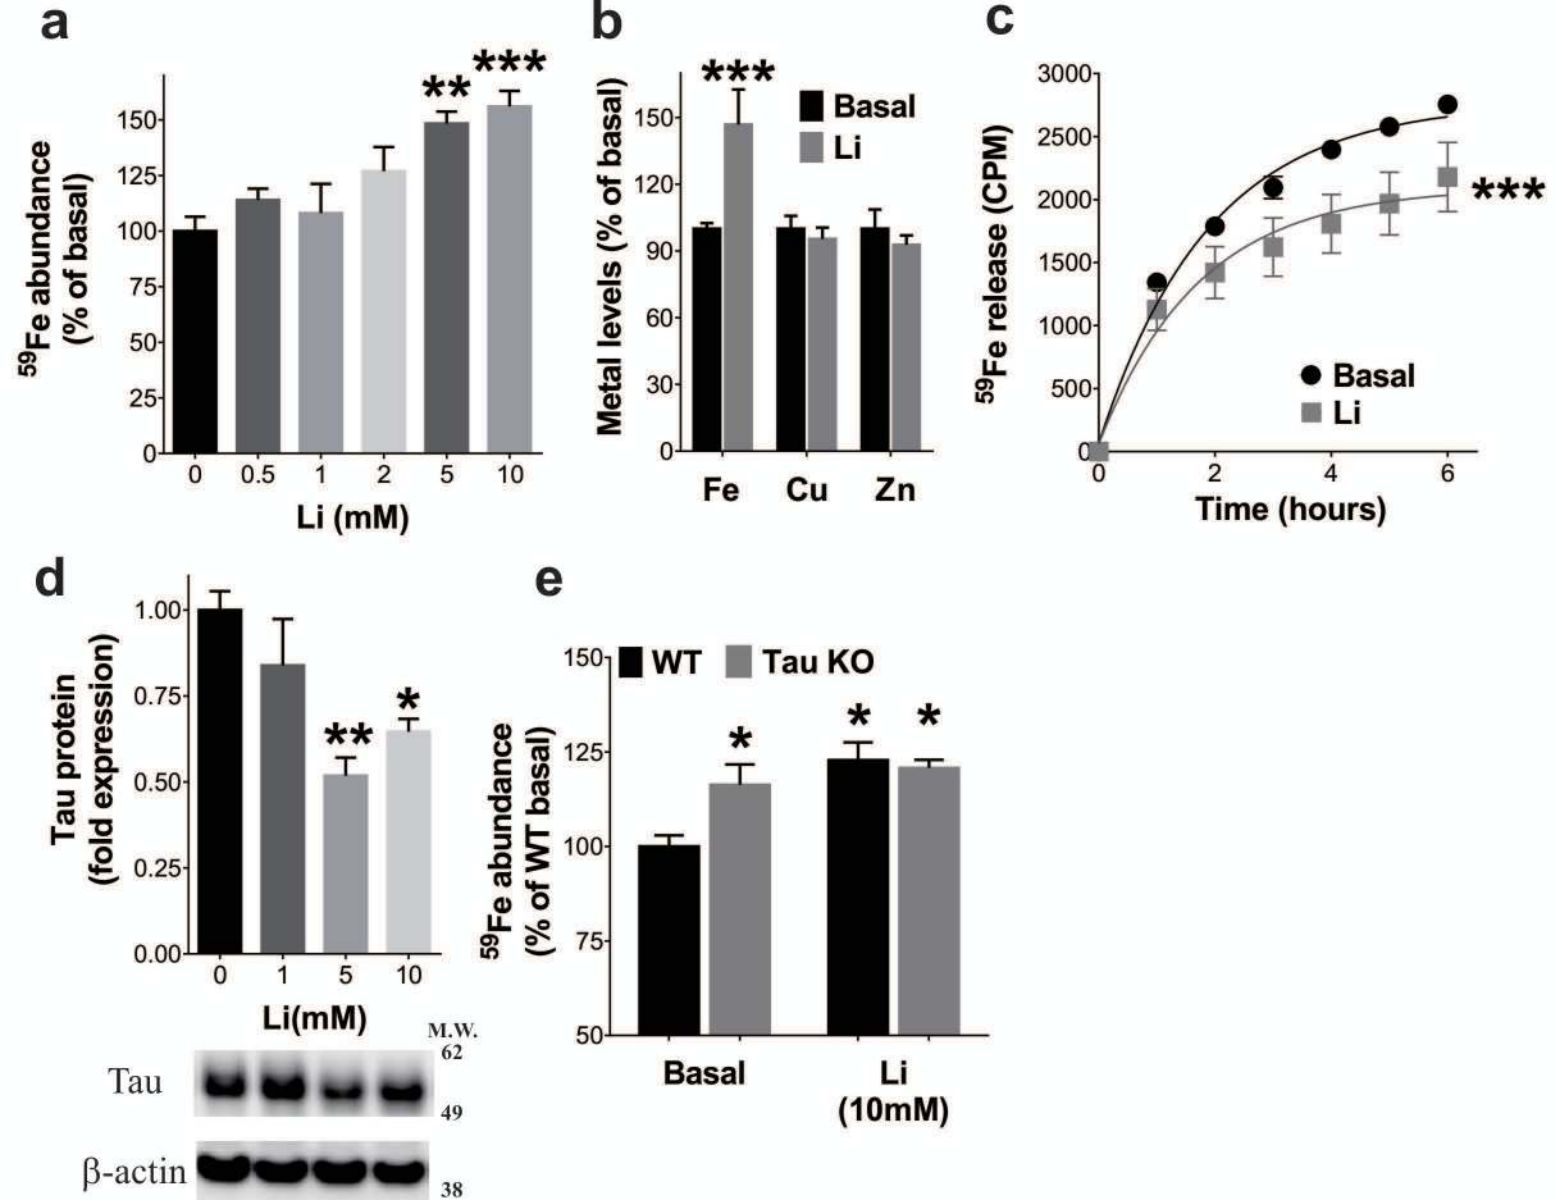 a
⁵⁹Fe abundance
(% of basal)
150
125
100
75
50
25
0
** ***
0 0.5 1 2 5 10
Li (mM)
b
Metal levels (% of basal)
150
120
90
60
30
0
***
Basal
Li
Fe Cu Zn
c
⁵⁹Fe release (CPM)
3000
2500
2000
1500
1000
500
0
***
Basal
Li
0 2 4 6
Time (hours)
d
Tau protein
(fold expression)
1.00
0.75
0.50
0.25
0.00
** *
0 1 5 10
Li(mM)
M.W.
62
Tau
49
β-actin
38
e
⁵⁹Fe abundance
(% of WT basal)
150
125
100
75
50
WT Tau KO
* * *
Basal Li
(10mM)